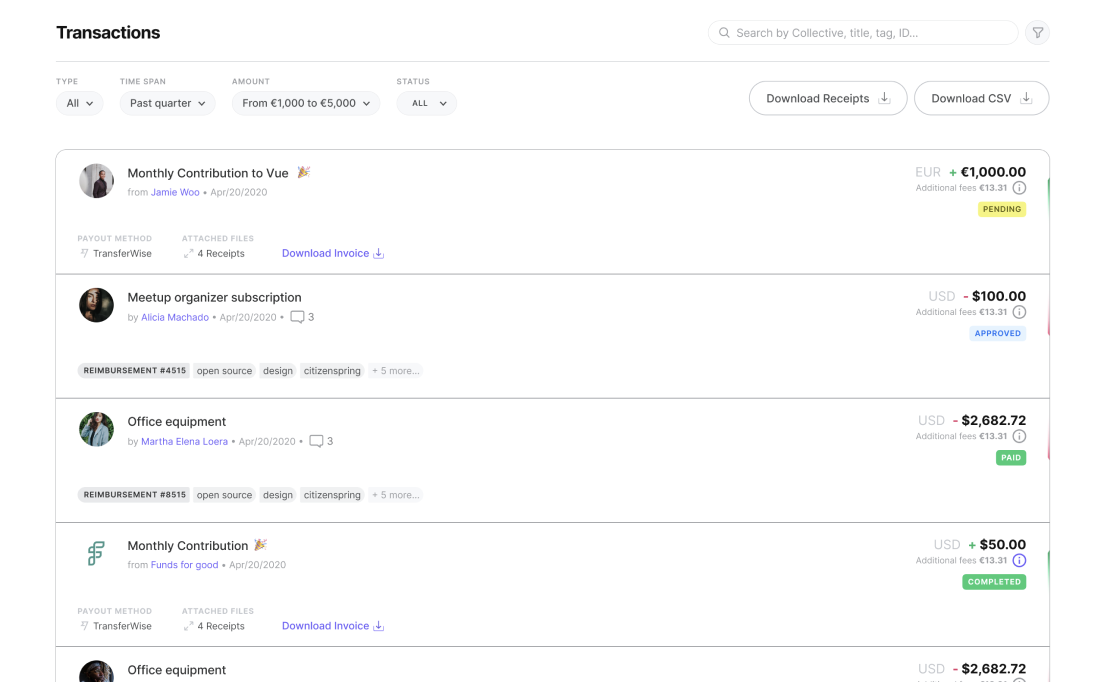 Transactions
Search by Collective, title, tag, ID...
TYPE TIME SPAN AMOUNT STATUS
All Past quarter From €1,000 to €5,000 ALL
Download Receipts Download CSV
Monthly Contribution to Vue 🎉 EUR + €1,000.00
from Jamie Woo • Apr/20/2020 Additional fees €13.31
PENDING
PAYOUT METHOD ATTACHED FILES
TransferWise 4 Receipts Download Invoice
Meetup organizer subscription USD - $100.00
by Alicia Machado • Apr/20/2020 • 3 Additional fees €13.31
APPROVED
REIMBURSEMENT #4515 open source design citizenspring + 5 more...
Office equipment USD - $2,682.72
by Martha Elena Loera • Apr/20/2020 • 3 Additional fees €13.31
PAID
REIMBURSEMENT #8515 open source design citizenspring + 5 more...
Monthly Contribution 🎉 USD + $50.00
from Funds for good • Apr/20/2020 Additional fees €13.31
COMPLETED
PAYOUT METHOD ATTACHED FILES
TransferWise 4 Receipts Download Invoice
Office equipment USD - $2,682.72